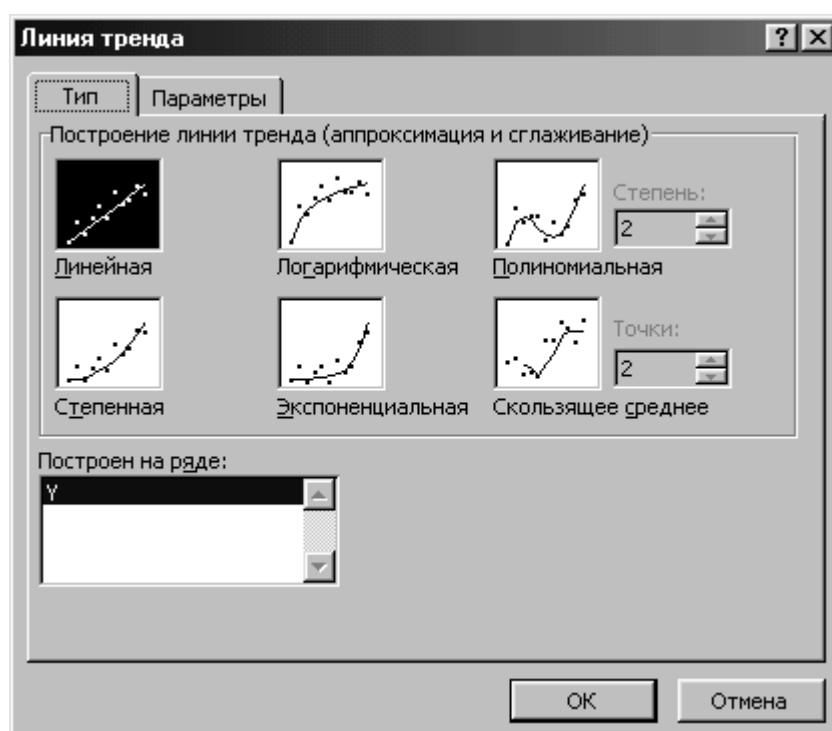 Линия тренда
Тип
Параметры
Построение линии тренда (аппроксимация и сглаживание)
Линейная
Логарифмическая
Полиномиальная
Степень:
2
Степенная
Экспоненциальная
Скользящее среднее
Точки:
2
Построен на ряде:
Y
ОК
Отмена